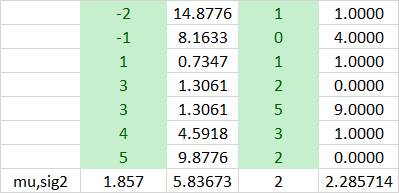 -2 14.8776 1 1.0000
-1 8.1633 0 4.0000
1 0.7347 1 1.0000
3 1.3061 2 0.0000
3 1.3061 5 9.0000
4 4.5918 3 1.0000
5 9.8776 2 0.0000
mu,sig2 1.857 5.83673 2 2.285714